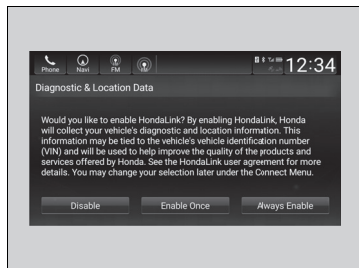 Phone Navi FM 12:34
Diagnostic & Location Data
Would you like to enable HondaLink? By enabling HondaLink, Honda
will collect your vehicle's diagnostic and location information. This
information may be tied to the vehicle's vehicle identification number
(VIN) and will be used to help improve the quality of the products and
services offered by Honda. See the HondaLink user agreement for more
details. You may change your selection later under the Connect Menu.
Disable Enable Once Always Enable